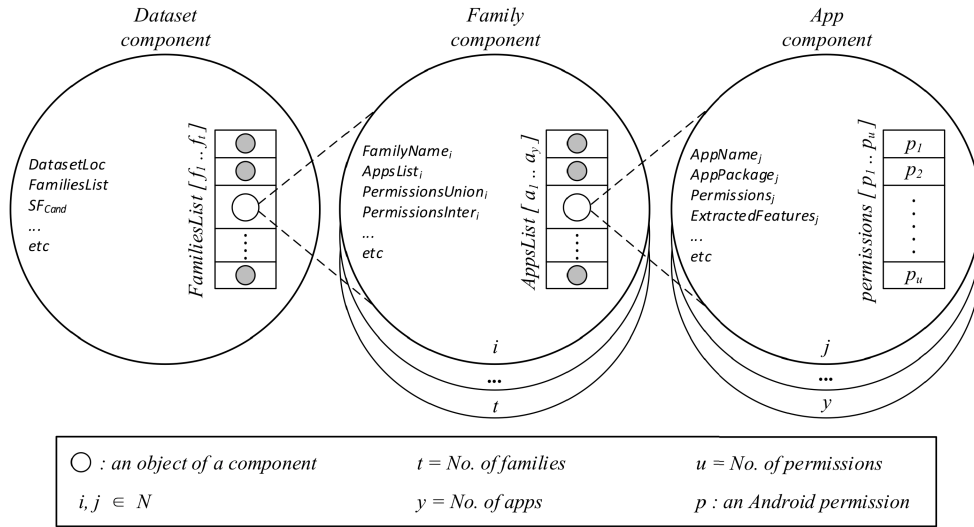 Dataset
component
DatasetLoc
FamiliesList
SF_Cand
...
etc
FamiliesList [ f_1 .. f_t ]
Family
component
FamilyName_i
AppsList_i
PermissionsUnion_i
PermissionsInter_i
...
etc
AppsList [ a_1 .. a_y ]
i
...
t
App
component
AppName_j
AppPackage_j
Permissions_j
ExtractedFeatures_j
...
etc
permissions [ p_1 .. p_u ]
p_1
p_2
p_u
j
...
y
: an object of a component
t = No. of families
u = No. of permissions
i, j ∈ N
y = No. of apps
p : an Android permission